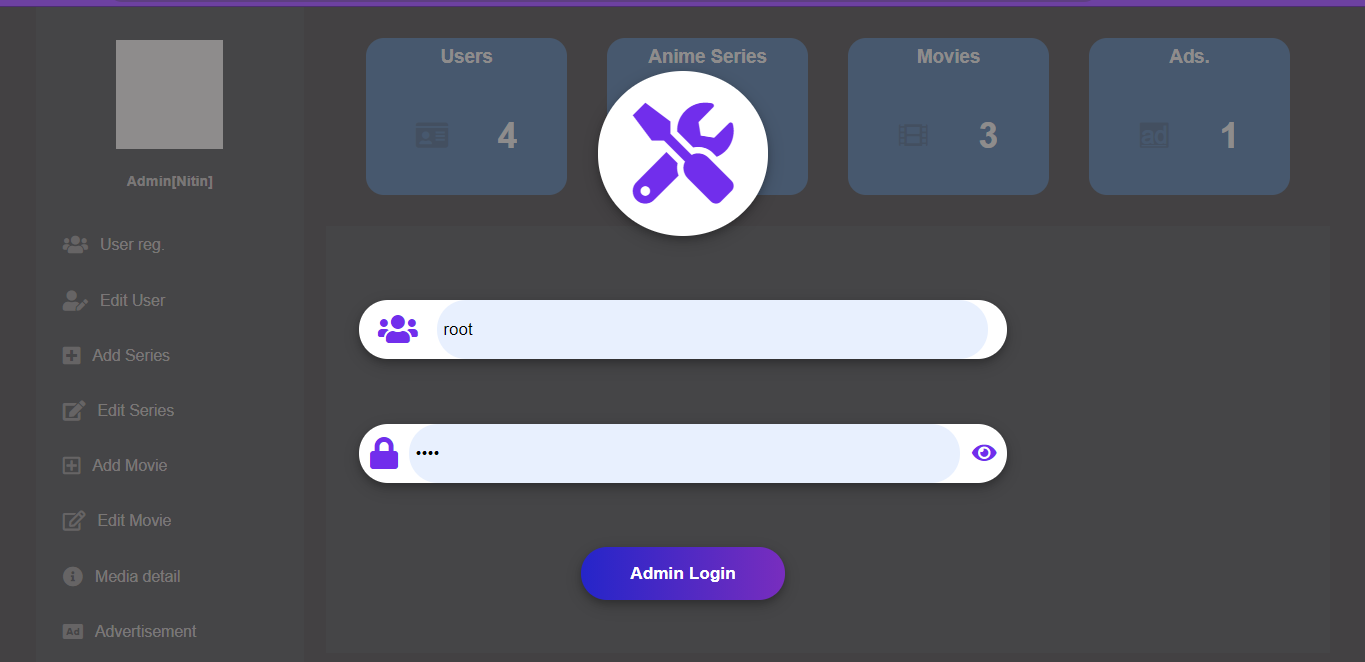 Users
4
Anime Series
Movies
3
Ads.
ad
1
Admin[Nitin]
User reg.
Edit User
Add Series
Edit Series
Add Movie
Edit Movie
Media detail
Ad Advertisement
root
••••
Admin Login